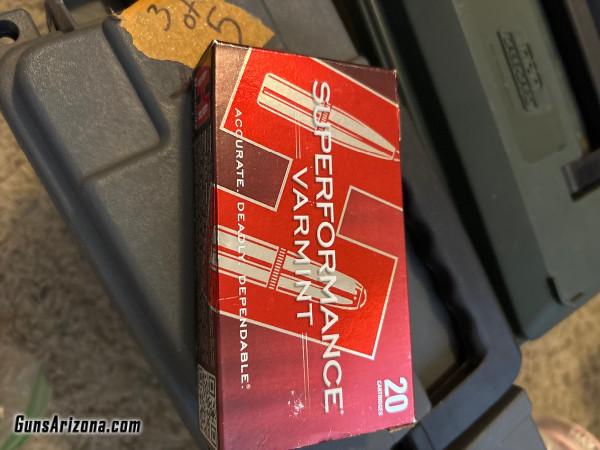 3 of 5
SUPERFORMANCE®
VARMINT
ACCURATE. DEADLY. DEPENDABLE.®
20
CARTRIDGES
GunsArizona.com